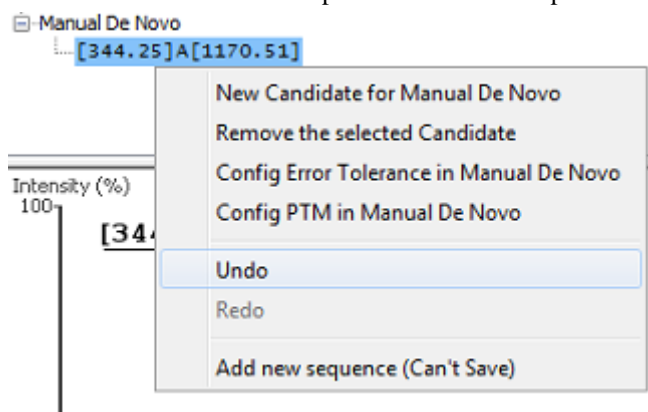 Manual De Novo
[344.25]A[1170.51]
New Candidate for Manual De Novo
Remove the selected Candidate
Config Error Tolerance in Manual De Novo
Config PTM in Manual De Novo
Undo
Redo
Add new sequence (Can't Save)
Intensity (%)
100
[344